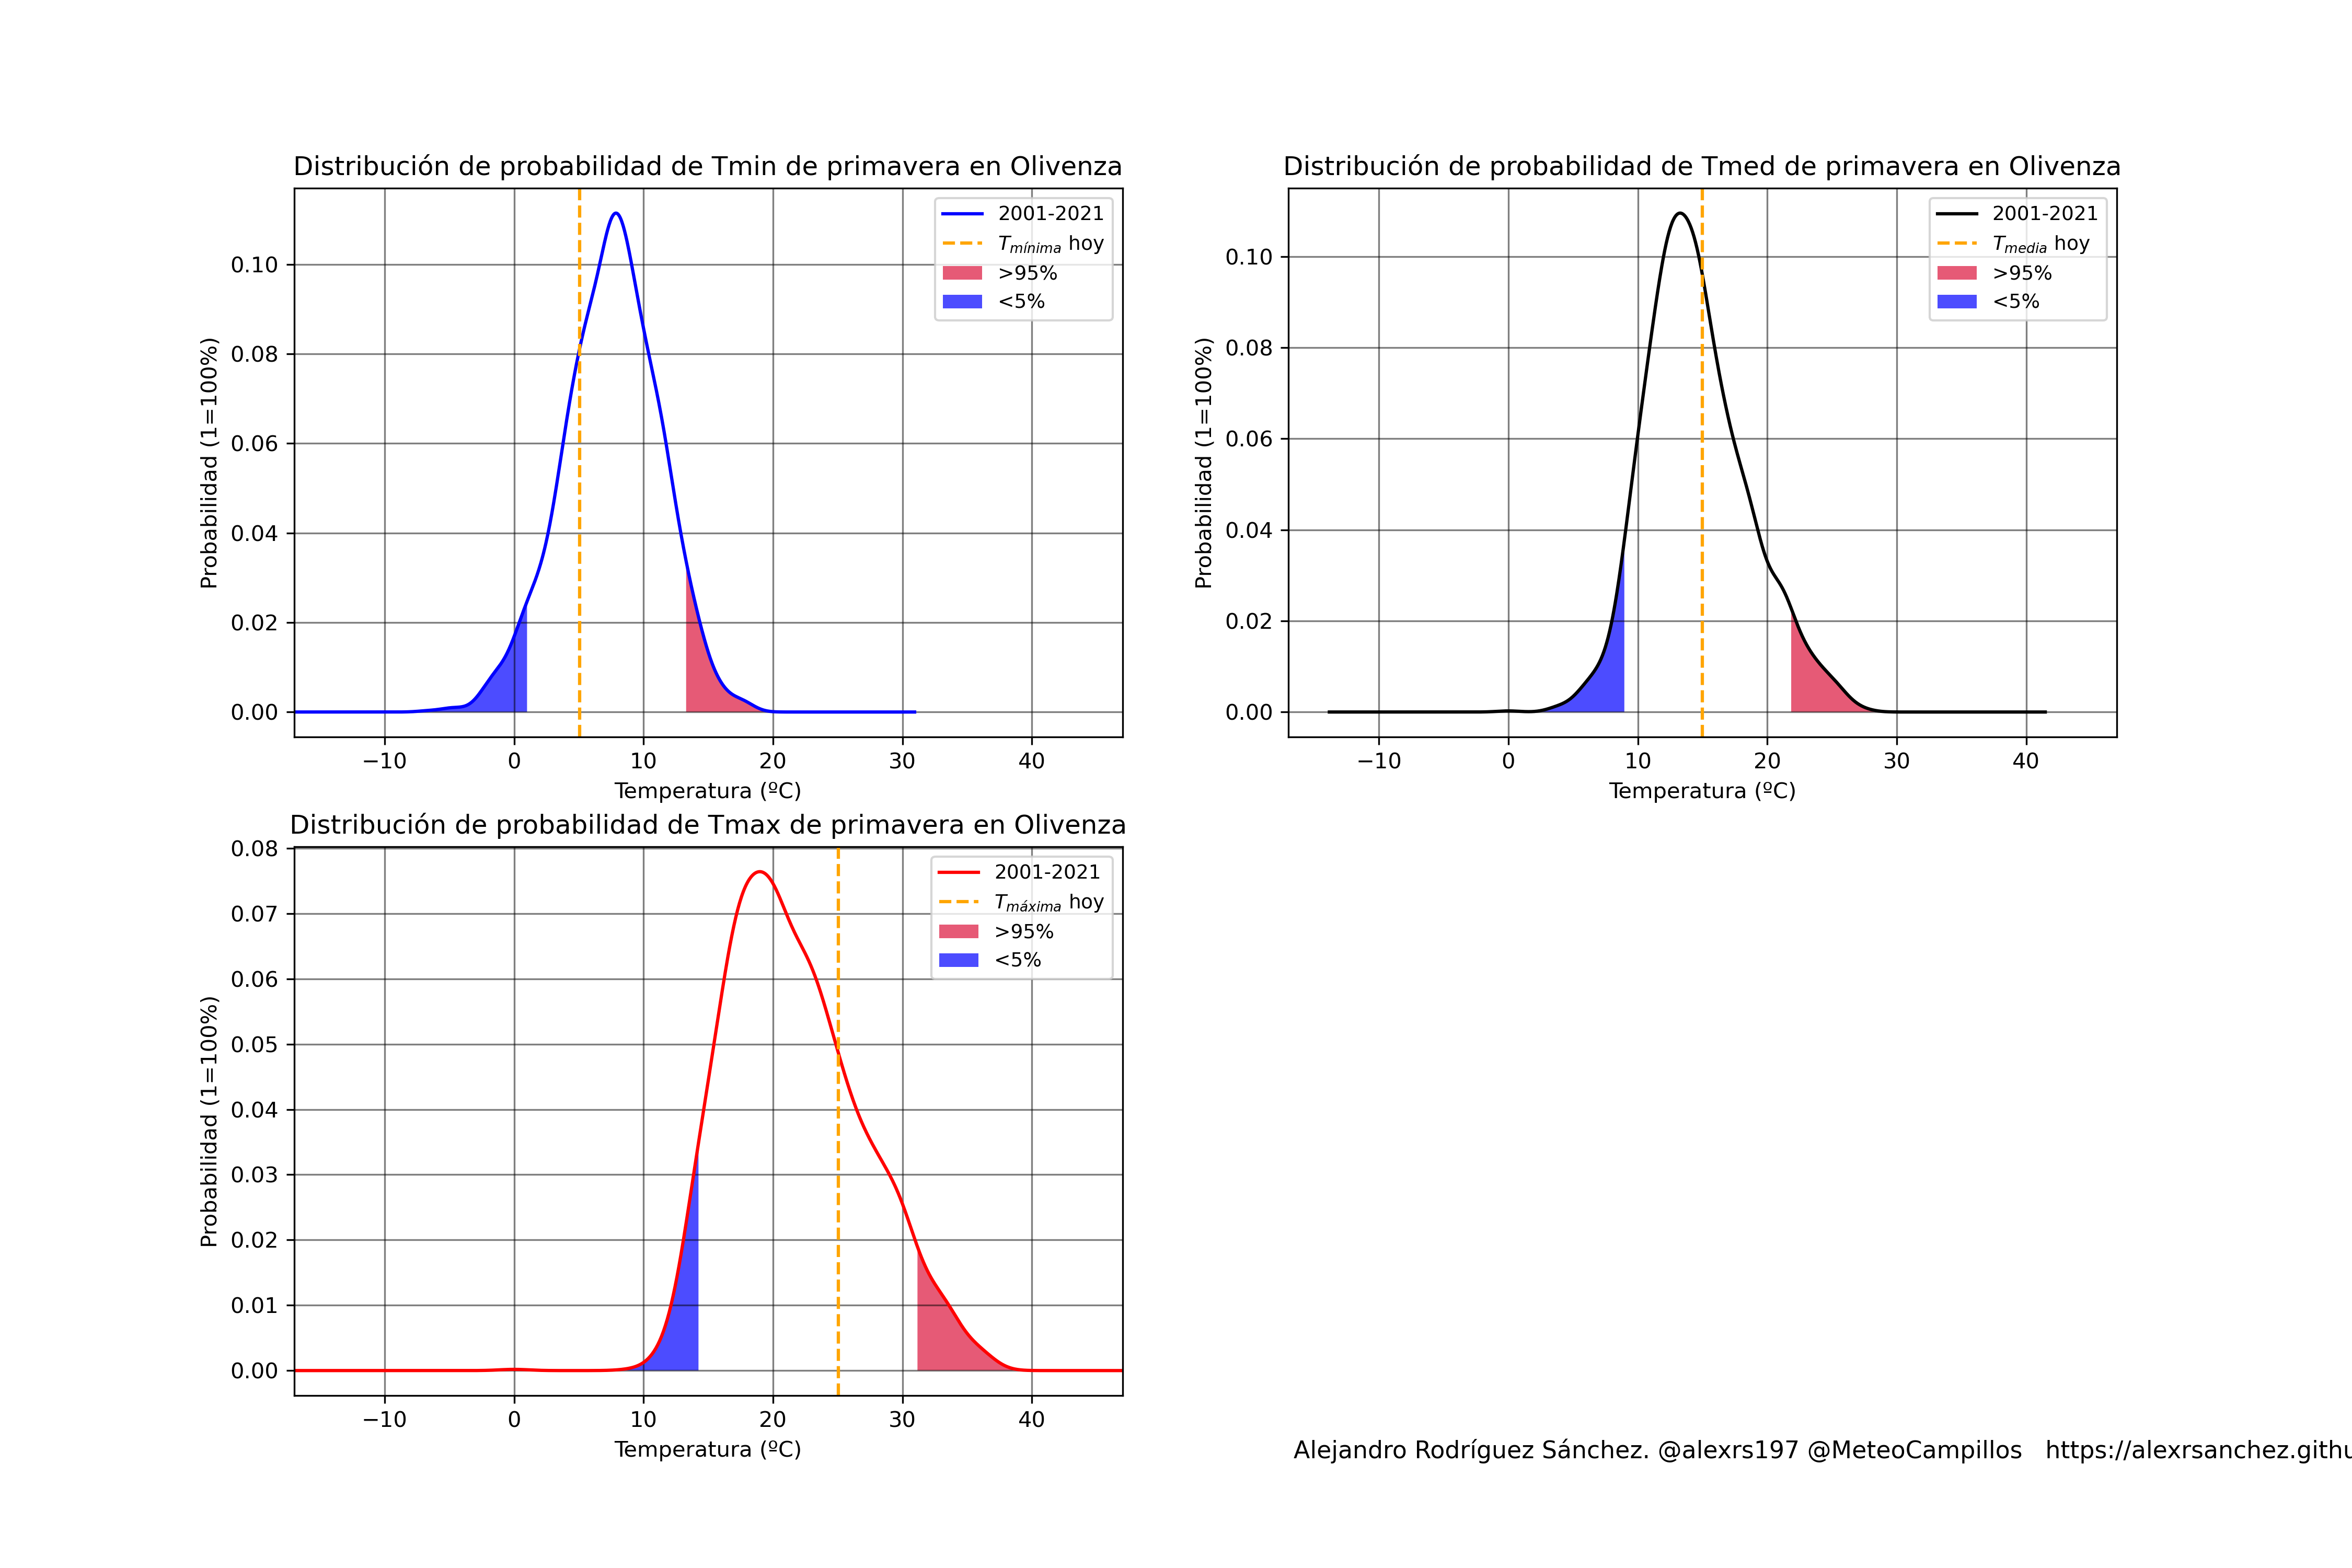 Distribución de probabilidad de Tmin de primavera en Olivenza
2001-2021
Tmínima hoy
>95%
<5%
Probabilidad (1=100%)
0.10
0.08
0.06
0.04
0.02
0.00
−10 0 10 20 30 40
Temperatura (ºC)
Distribución de probabilidad de Tmed de primavera en Olivenza
2001-2021
Tmedia hoy
>95%
<5%
Probabilidad (1=100%)
0.10
0.08
0.06
0.04
0.02
0.00
−10 0 10 20 30 40
Temperatura (ºC)
Distribución de probabilidad de Tmax de primavera en Olivenza
2001-2021
Tmáxima hoy
>95%
<5%
Probabilidad (1=100%)
0.08
0.07
0.06
0.05
0.04
0.03
0.02
0.01
0.00
−10 0 10 20 30 40
Temperatura (ºC)
Alejandro Rodríguez Sánchez. @alexrs197 @MeteoCampillos https://alexrsanchez.githu